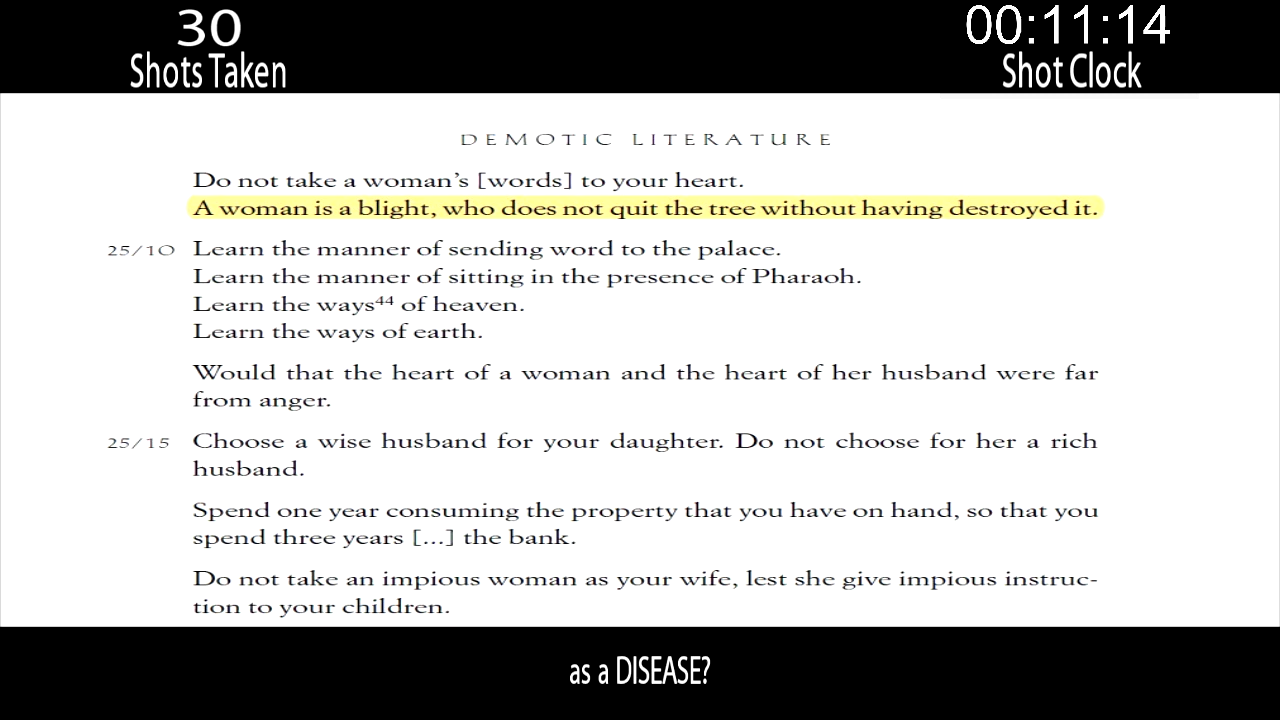 30
Shots Taken
00:11:14
Shot Clock
DEMOTIC LITERATURE
Do not take a woman's [words] to your heart.
A woman is a blight, who does not quit the tree without having destroyed it.
25/10 Learn the manner of sending word to the palace.
Learn the manner of sitting in the presence of Pharaoh.
Learn the ways⁴⁴ of heaven.
Learn the ways of earth.
Would that the heart of a woman and the heart of her husband were far
from anger.
25/15 Choose a wise husband for your daughter. Do not choose for her a rich
husband.
Spend one year consuming the property that you have on hand, so that you
spend three years [...] the bank.
Do not take an impious woman as your wife, lest she give impious instruc-
tion to your children.
as a DISEASE?